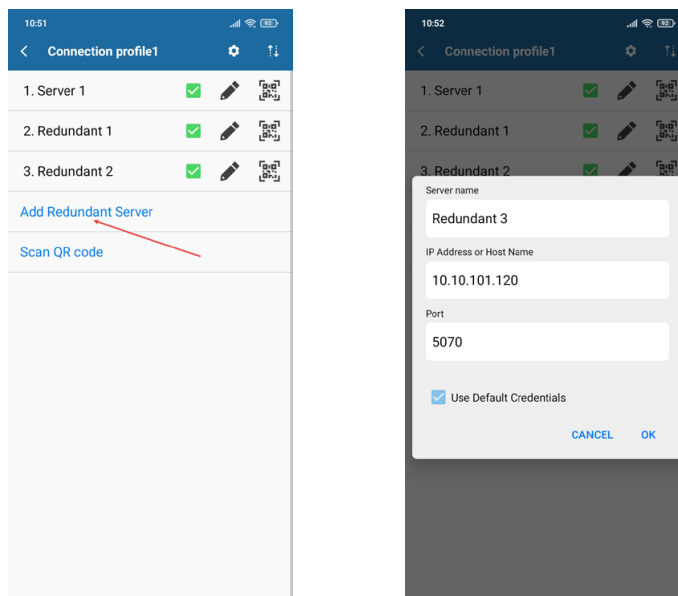 10:51
92
Connection profile1
1. Server 1
2. Redundant 1
3. Redundant 2
Add Redundant Server
Scan QR code
10:52
92
Connection profile1
1. Server 1
2. Redundant 1
3. Redundant 2
Server name
Redundant 3
IP Address or Host Name
10.10.101.120
Port
5070
Use Default Credentials
CANCEL OK